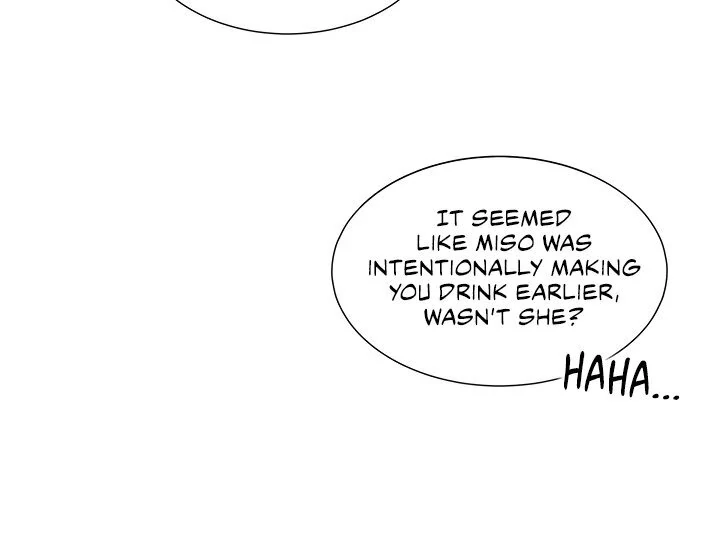 IT SEEMED
LIKE MISO WAS
INTENTIONALLY MAKING
YOU DRINK EARLIER,
WASN'T SHE?
HAHA...